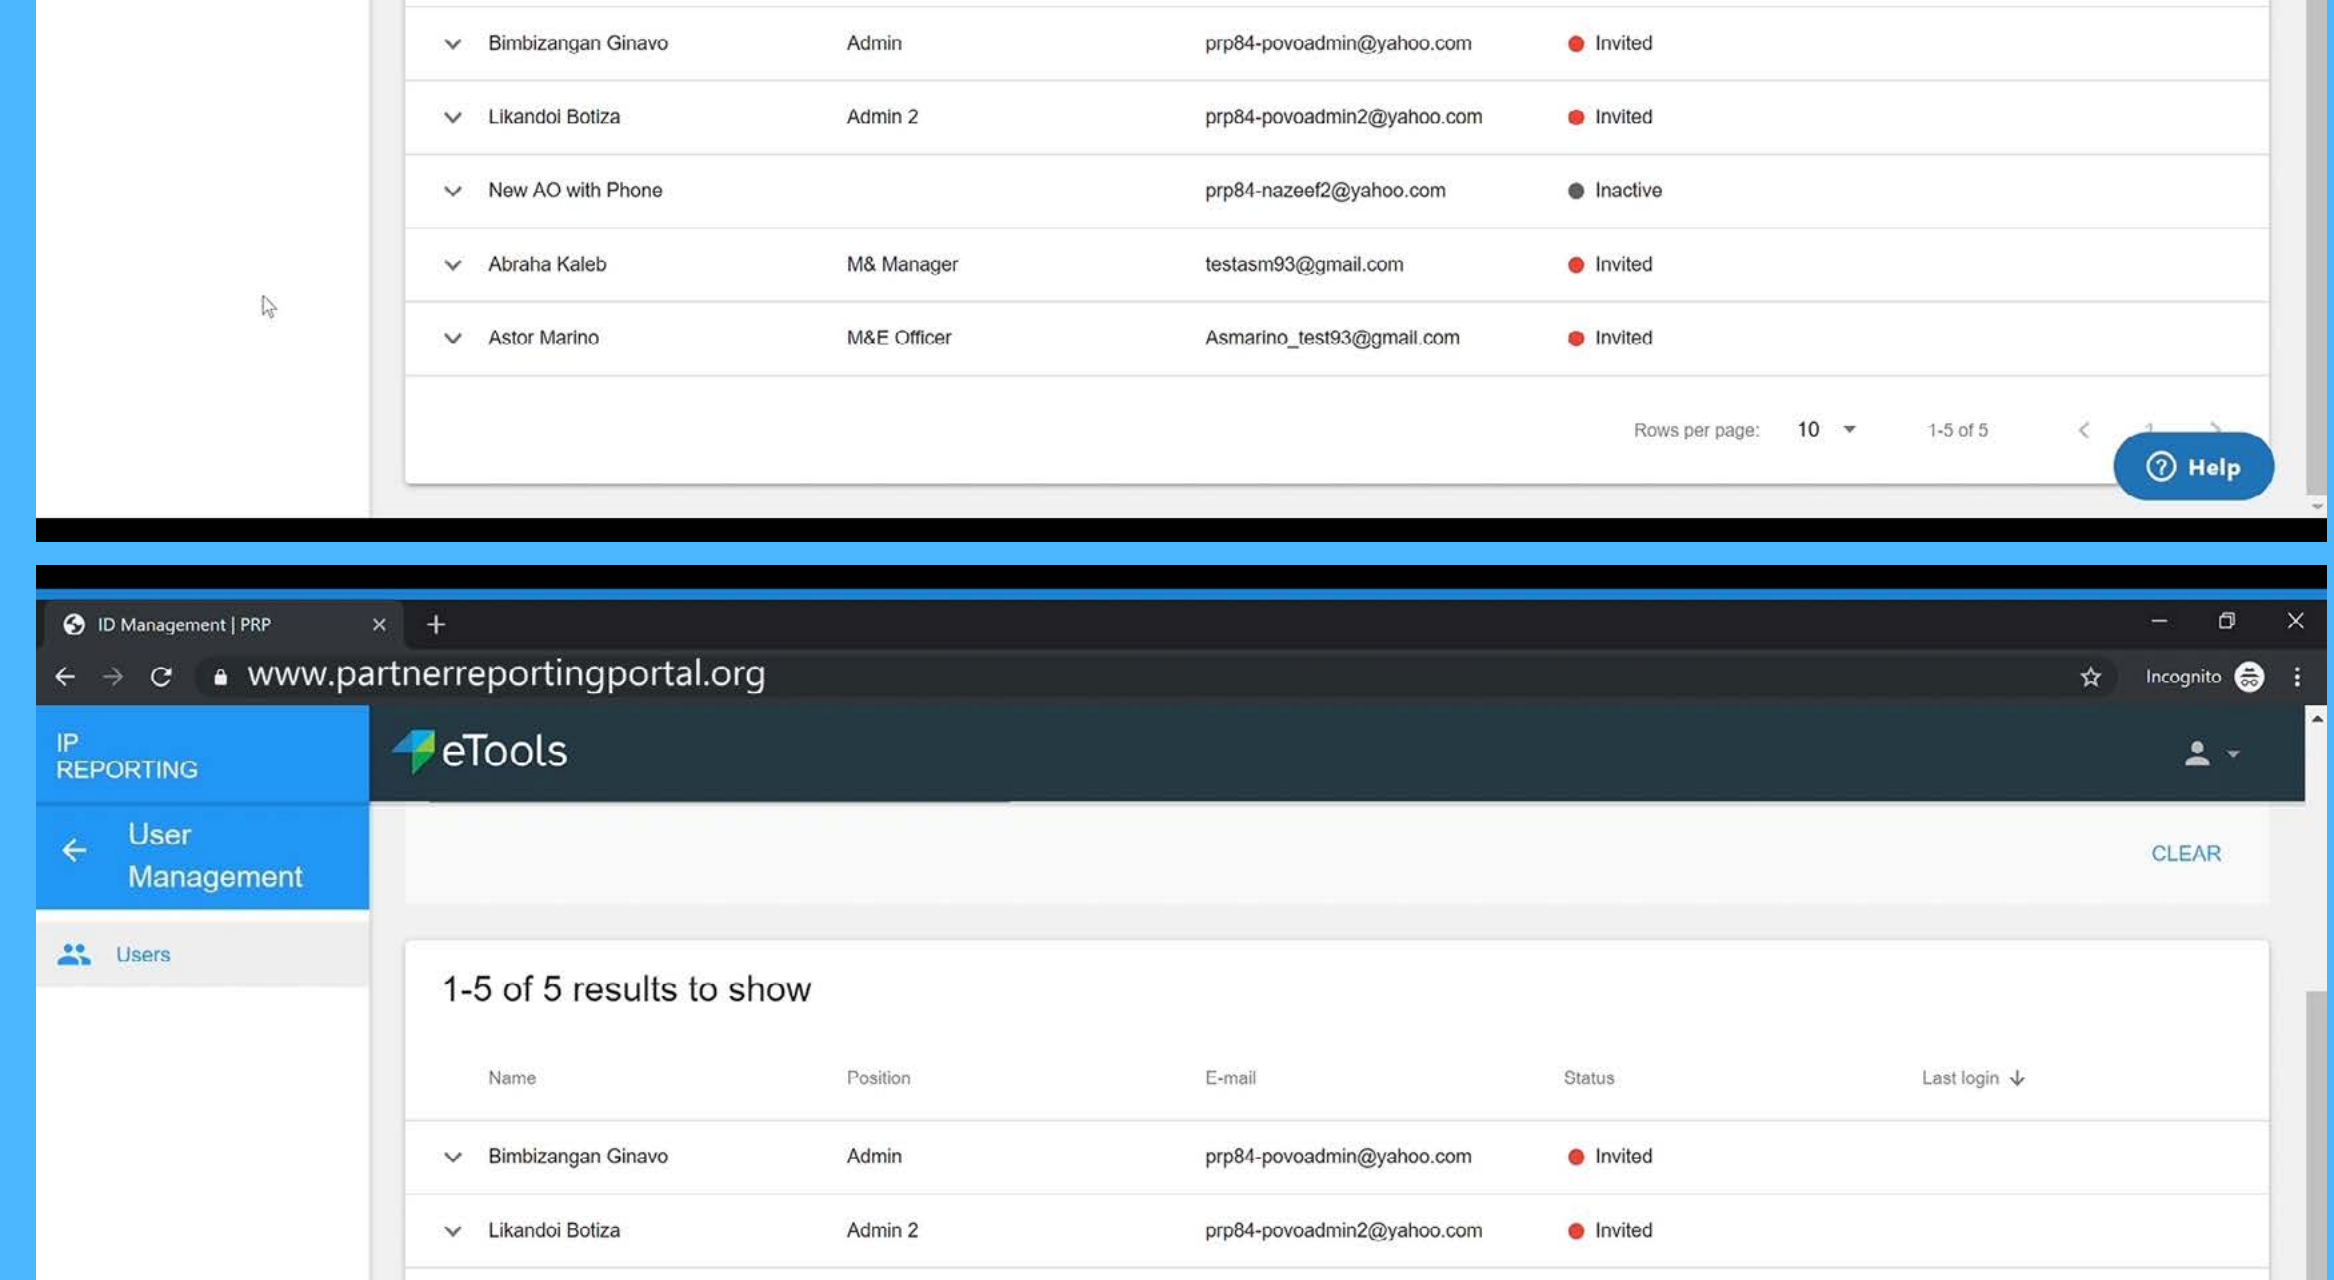 Bimbizangan Ginavo Admin prp84-povoadmin@yahoo.com Invited
Likandoi Botiza Admin 2 prp84-povoadmin2@yahoo.com Invited
New AO with Phone prp84-nazeef2@yahoo.com Inactive
Abraha Kaleb M& Manager testasm93@gmail.com Invited
Astor Marino M&E Officer Asmarino_test93@gmail.com Invited
Rows per page: 10 1-5 of 5 1
Help
ID Management | PRP
www.partnerreportingportal.org Incognito
IP
REPORTING
eTools
User
Management
CLEAR
Users
1-5 of 5 results to show
Name Position E-mail Status Last login
Bimbizangan Ginavo Admin prp84-povoadmin@yahoo.com Invited
Likandoi Botiza Admin 2 prp84-povoadmin2@yahoo.com Invited